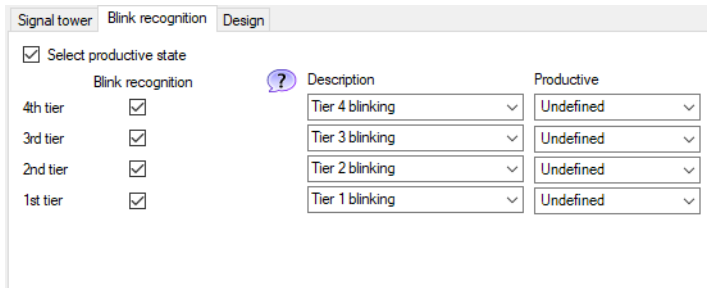 Signal tower Blink recognition Design
Select productive state
Blink recognition ? Description Productive
4th tier Tier 4 blinking Undefined
3rd tier Tier 3 blinking Undefined
2nd tier Tier 2 blinking Undefined
1st tier Tier 1 blinking Undefined